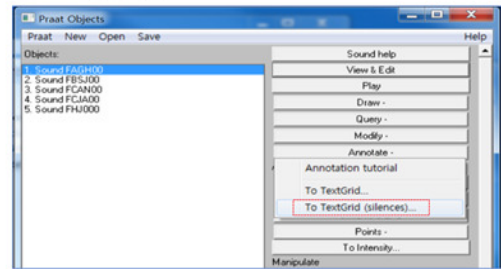 Praat Objects
Praat New Open Save Help
Objects:
1. Sound FAGH00
2. Sound FBSJ00
3. Sound FCAN00
4. Sound FCJA00
5. Sound FHJ000
Sound help
View & Edit
Play
Draw -
Query -
Modify -
Annotate -
Annotation tutorial
To TextGrid...
To TextGrid (silences)...
Points -
To Intensity...
Manipulate